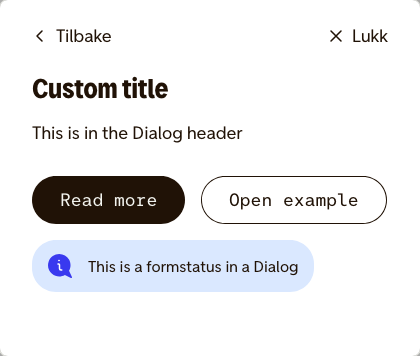 Tilbake
Lukk
Custom title
This is in the Dialog header
Read more
Open example
This is a formstatus in a Dialog